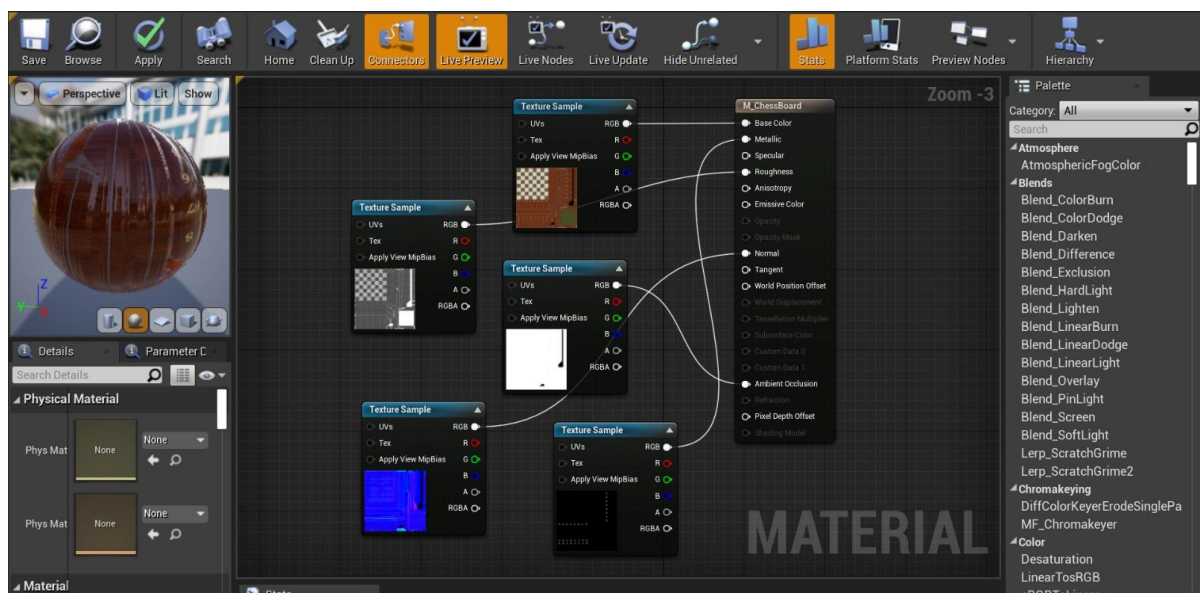 Save Browse Apply Search Home Clean Up Connectors Live Preview Live Nodes Live Update Hide Unrelated Stats Platform Stats Preview Nodes Hierarchy
Perspective Lit Show
Z
Y
Details Parameter D
Search Details
Physical Material
Phys Mat None None
Phys Mat None None
Material
Zoom -3
Texture Sample
UVs RGB
Tex R
Apply View MipBias G
B
A
RGBA
Texture Sample
UVs RGB
Tex R
Apply View MipBias G
B
A
RGBA
Texture Sample
UVs RGB
Tex R
Apply View MipBias G
B
A
RGBA
Texture Sample
UVs RGB
Tex R
Apply View MipBias G
B
A
RGBA
Texture Sample
UVs RGB
Tex R
Apply View MipBias G
B
A
RGBA
M_ChessBoard
Base Color
Metallic
Specular
Roughness
Anisotropy
Emissive Color
Opacity
Opacity Mask
Normal
Tangent
World Position Offset
World Displacement
Tessellation Multiplier
Subsurface Color
Custom Data 0
Custom Data 1
Ambient Occlusion
Refraction
Pixel Depth Offset
Shading Model
MATERIAL
Stats
Palette
Category: All
Search
Atmosphere
AtmosphericFogColor
Blends
Blend_ColorBurn
Blend_ColorDodge
Blend_Darken
Blend_Difference
Blend_Exclusion
Blend_HardLight
Blend_Lighten
Blend_LinearBurn
Blend_LinearDodge
Blend_LinearLight
Blend_Overlay
Blend_PinLight
Blend_Screen
Blend_SoftLight
Lerp_ScratchGrime
Lerp_ScratchGrime2
Chromakeying
DiffColorKeyerErodeSinglePa
MF_Chromakeyer
Color
Desaturation
LinearTosRGB